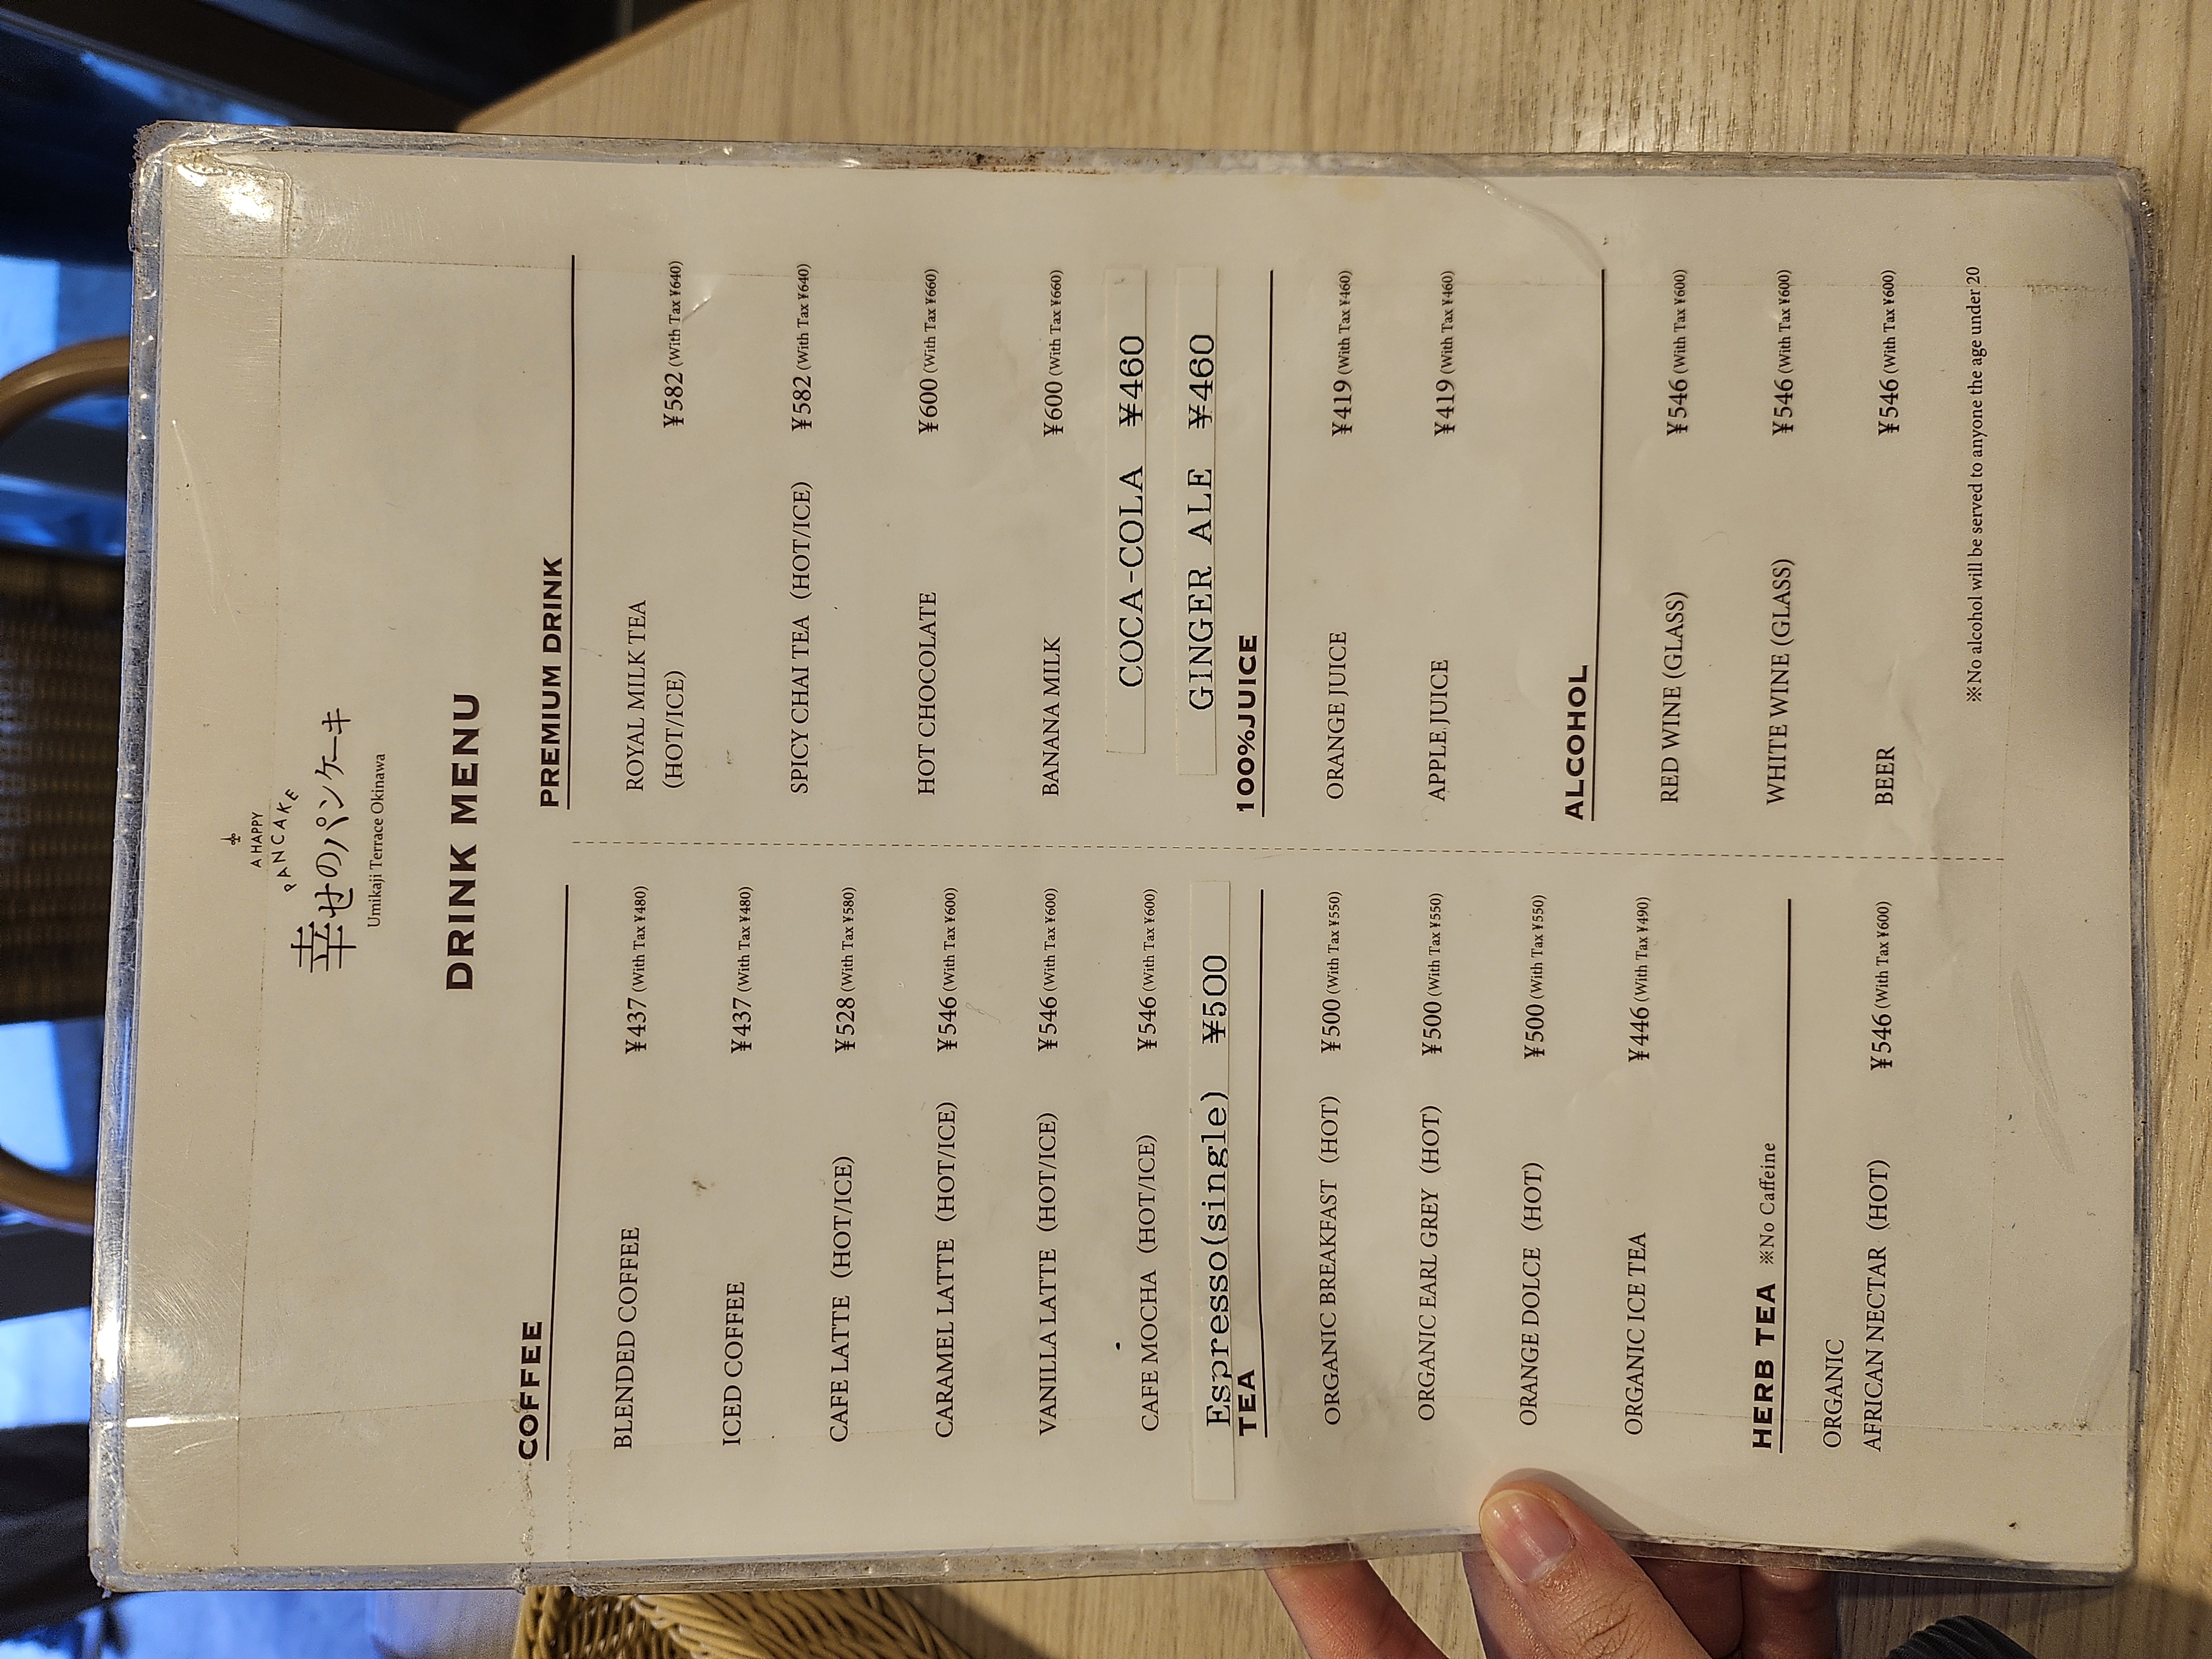 A HAPPY
PANCAKE
幸せのパンケーキ
Umikaji Terrace Okinawa
DRINK MENU
COFFEE
BLENDED COFFEE ¥437 (With Tax ¥480)
ICED COFFEE ¥437 (With Tax ¥480)
CAFE LATTE (HOT/ICE) ¥528 (With Tax ¥580)
CARAMEL LATTE (HOT/ICE) ¥546 (With Tax ¥600)
VANILLA LATTE (HOT/ICE) ¥546 (With Tax ¥600)
CAFE MOCHA (HOT/ICE) ¥546 (With Tax ¥600)
Espresso(single) ¥500
TEA
ORGANIC BREAKFAST (HOT) ¥500 (With Tax ¥550)
ORGANIC EARL GREY (HOT) ¥500 (With Tax ¥550)
ORANGE DOLCE (HOT) ¥500 (With Tax ¥550)
ORGANIC ICE TEA ¥446 (With Tax ¥490)
HERB TEA ※No Caffeine
ORGANIC
AFRICAN NECTAR (HOT) ¥546 (With Tax ¥600)
PREMIUM DRINK
ROYAL MILK TEA
(HOT/ICE) ¥582 (With Tax ¥640)
SPICY CHAI TEA (HOT/ICE) ¥582 (With Tax ¥640)
HOT CHOCOLATE ¥600 (With Tax ¥660)
BANANA MILK ¥600 (With Tax ¥660)
COCA-COLA ¥460
GINGER ALE ¥460
100%JUICE
ORANGE JUICE ¥419 (With Tax ¥460)
APPLE JUICE ¥419 (With Tax ¥460)
ALCOHOL
RED WINE (GLASS) ¥546 (With Tax ¥600)
WHITE WINE (GLASS) ¥546 (With Tax ¥600)
BEER ¥546 (With Tax ¥600)
※No alcohol will be served to anyone the age under 20